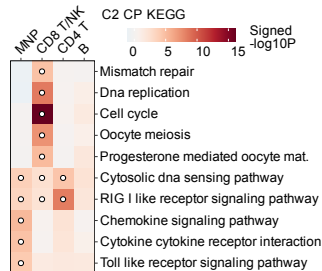 C2 CP KEGG
Signed
-log10P
0 5 10 15
MNP
CD8 T/NK
CD4 T
B
Mismatch repair
Dna replication
Cell cycle
Oocyte meiosis
Progesterone mediated oocyte mat.
Cytosolic dna sensing pathway
RIG I like receptor signaling pathway
Chemokine signaling pathway
Cytokine cytokine receptor interaction
Toll like receptor signaling pathway